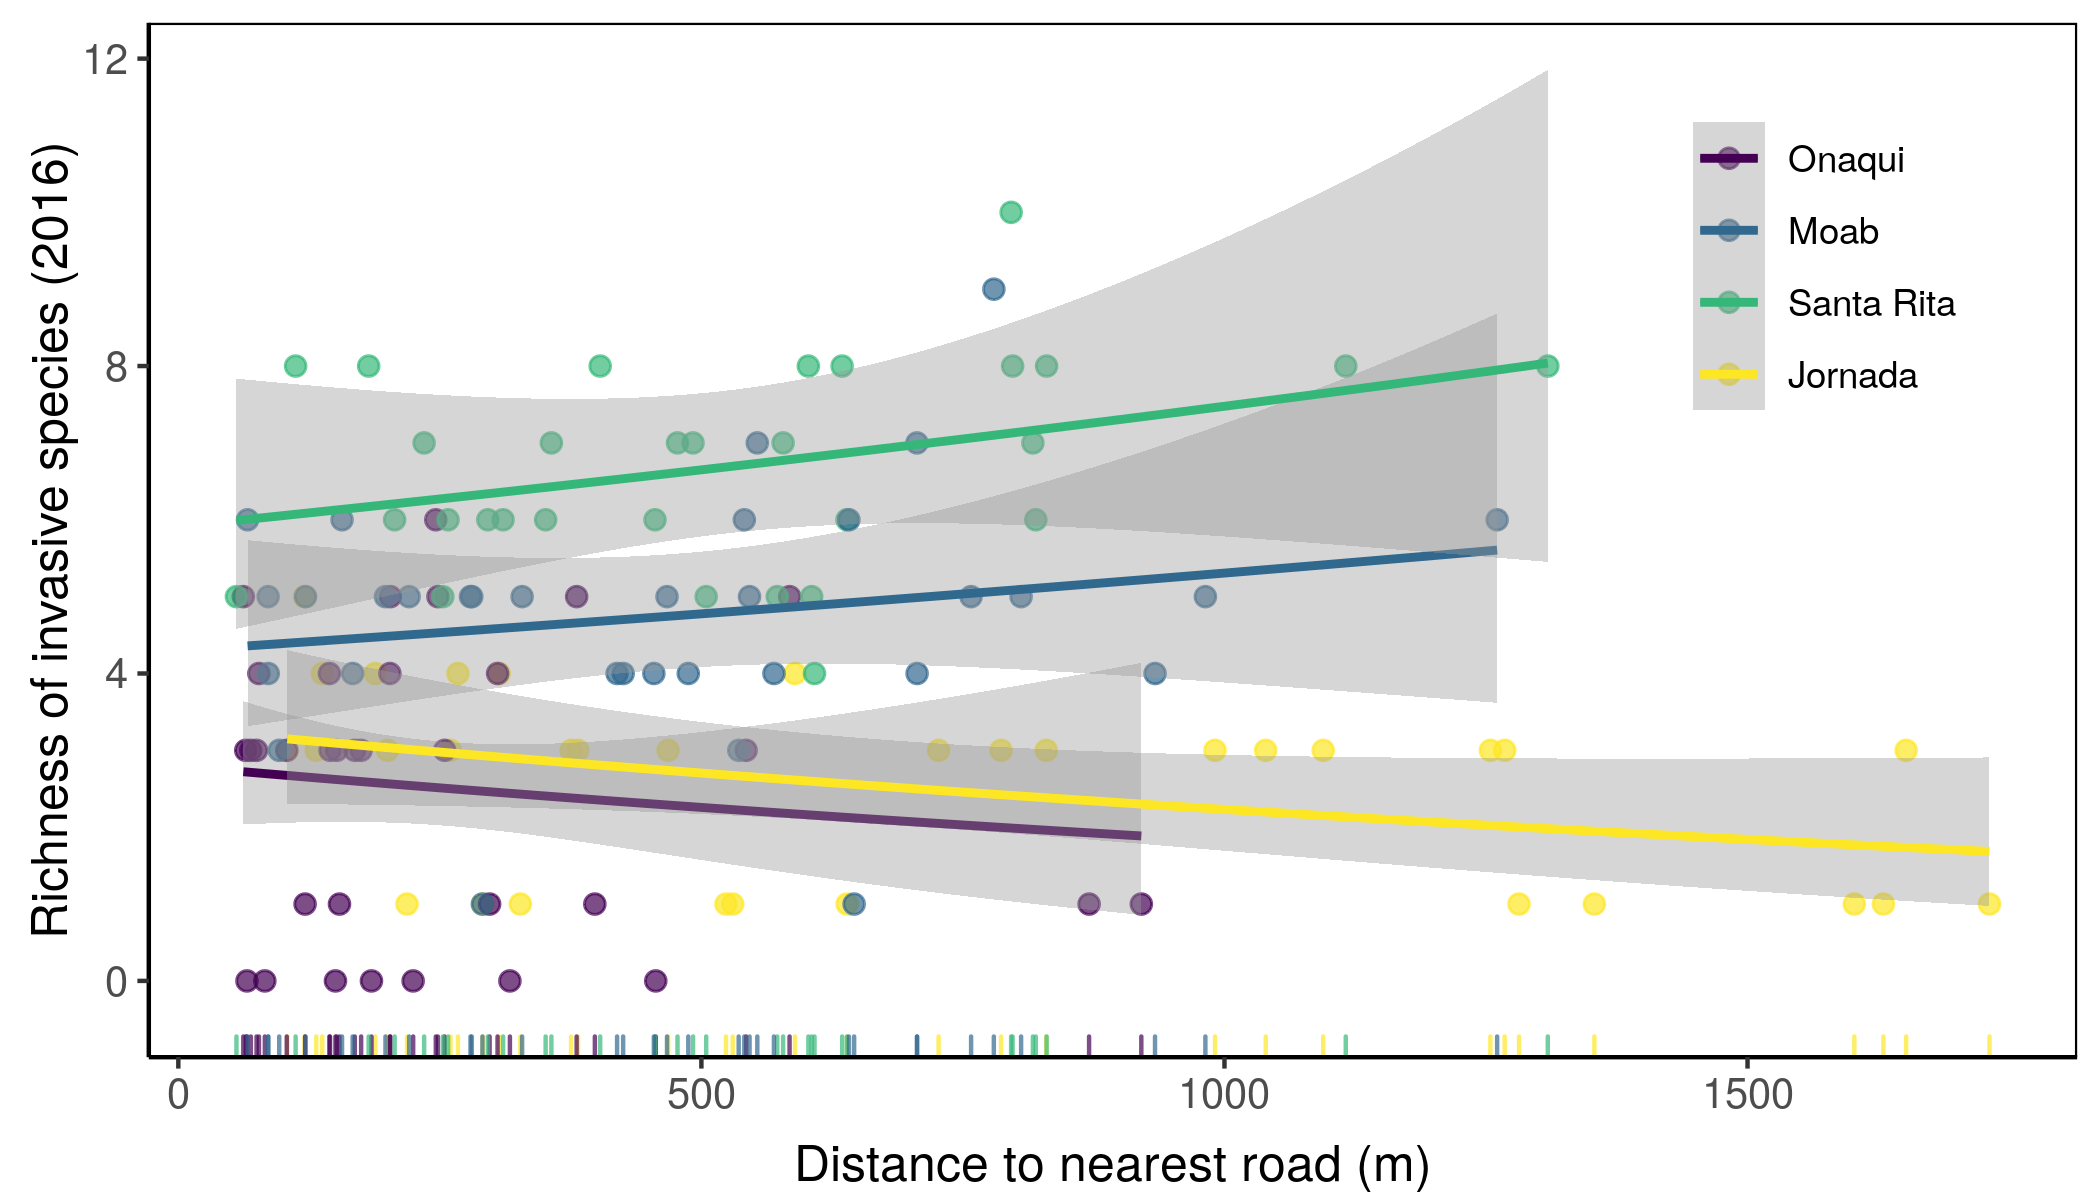 Richness of invasive species (2016)
12
8
4
0
Onaqui
Moab
Santa Rita
Jornada
0 500 1000 1500
Distance to nearest road (m)